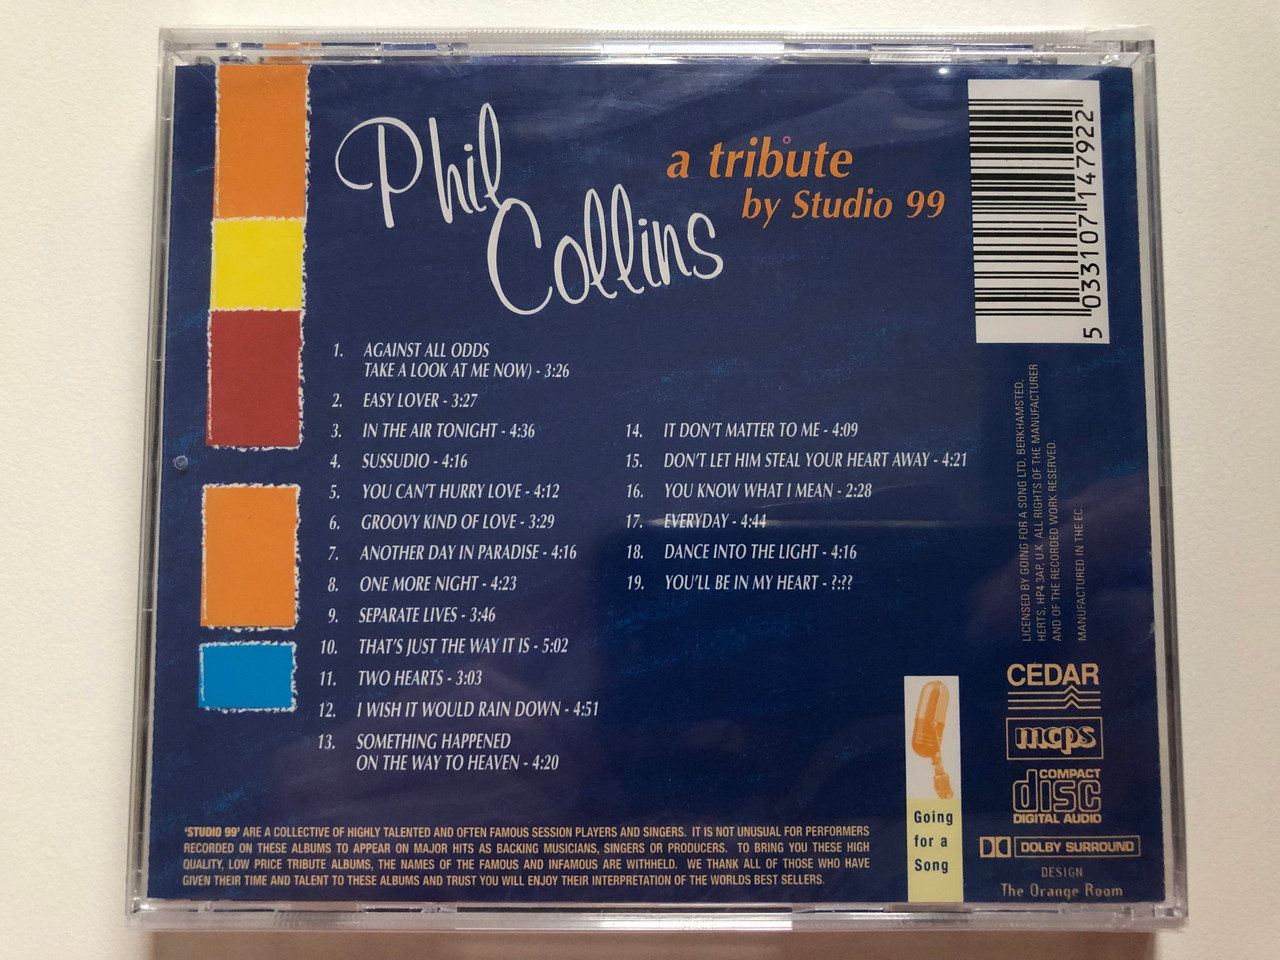 Phil
Collins
a tribute
by Studio 99
1. AGAINST ALL ODDS
TAKE A LOOK AT ME NOW) - 3:26
2. EASY LOVER - 3:27
3. IN THE AIR TONIGHT - 4:36
4. SUSSUDIO - 4:16
5. YOU CAN'T HURRY LOVE - 4:12
6. GROOVY KIND OF LOVE - 3:29
7. ANOTHER DAY IN PARADISE - 4:16
8. ONE MORE NIGHT - 4:23
9. SEPARATE LIVES - 3:46
10. THAT'S JUST THE WAY IT IS - 5:02
11. TWO HEARTS - 3:03
12. I WISH IT WOULD RAIN DOWN - 4:51
13. SOMETHING HAPPENED
ON THE WAY TO HEAVEN - 4:20
14. IT DON'T MATTER TO ME - 4:09
15. DON'T LET HIM STEAL YOUR HEART AWAY - 4:21
16. YOU KNOW WHAT I MEAN - 2:28
17. EVERYDAY - 4:44
18. DANCE INTO THE LIGHT - 4:16
19. YOU'LL BE IN MY HEART - ?:??
'STUDIO 99' ARE A COLLECTIVE OF HIGHLY TALENTED AND OFTEN FAMOUS SESSION PLAYERS AND SINGERS. IT IS NOT UNUSUAL FOR PERFORMERS
RECORDED ON THESE ALBUMS TO APPEAR ON MAJOR HITS AS BACKING MUSICIANS, SINGERS OR PRODUCERS. TO BRING YOU THESE HIGH
QUALITY, LOW PRICE TRIBUTE ALBUMS, THE NAMES OF THE FAMOUS AND INFAMOUS ARE WITHHELD. WE THANK ALL OF THOSE WHO HAVE
GIVEN THEIR TIME AND TALENT TO THESE ALBUMS AND TRUST YOU WILL ENJOY THEIR INTERPRETATION OF THE WORLDS BEST SELLERS.
5 033107 147922
LICENSED BY GOING FOR A SONG LTD, BERKHAMSTED,
HERTS, HP4 3AP, U.K. ALL RIGHTS OF THE MANUFACTURER
AND OF THE RECORDED WORK RESERVED.
MANUFACTURED IN THE EC.
Going
for a
Song
CEDAR
mcps
COMPACT
disc
DIGITAL AUDIO
DOLBY SURROUND
DESIGN
The Orange Room